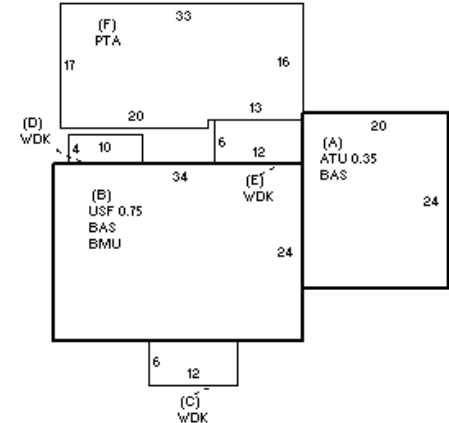 33
(F)
PTA
17
16
20
13
(D)
WDK
4
10
6
12
(E)
WDK
20
(A)
ATU 0.35
BAS
24
34
(B)
USF 0.75
BAS
BMU
24
6
12
(C)
WDK